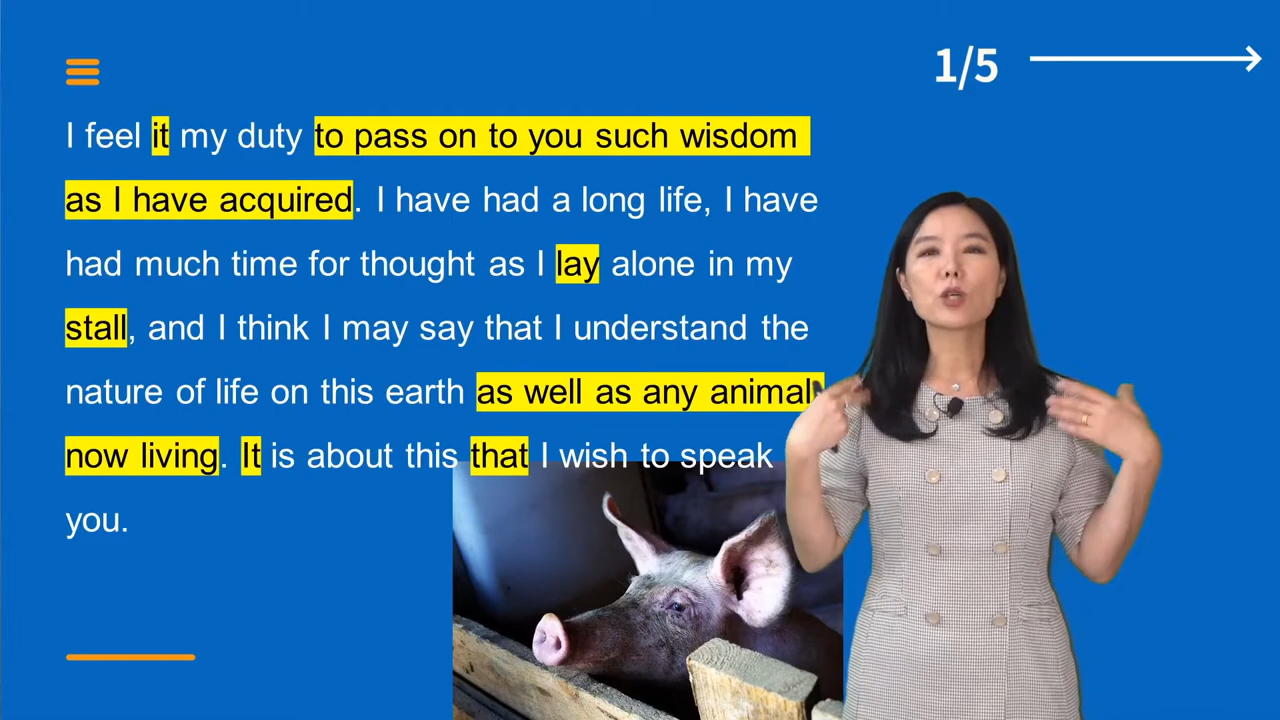 1/5
I feel it my duty to pass on to you such wisdom
as I have acquired. I have had a long life, I have
had much time for thought as I lay alone in my
stall, and I think I may say that I understand the
nature of life on this earth as well as any animal
now living. It is about this that I wish to speak
you.